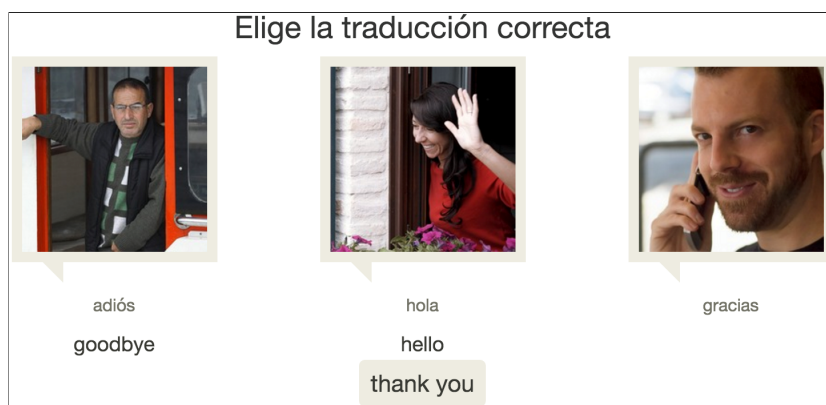 Elige la traducción correcta
adiós hola gracias
goodbye hello
thank you